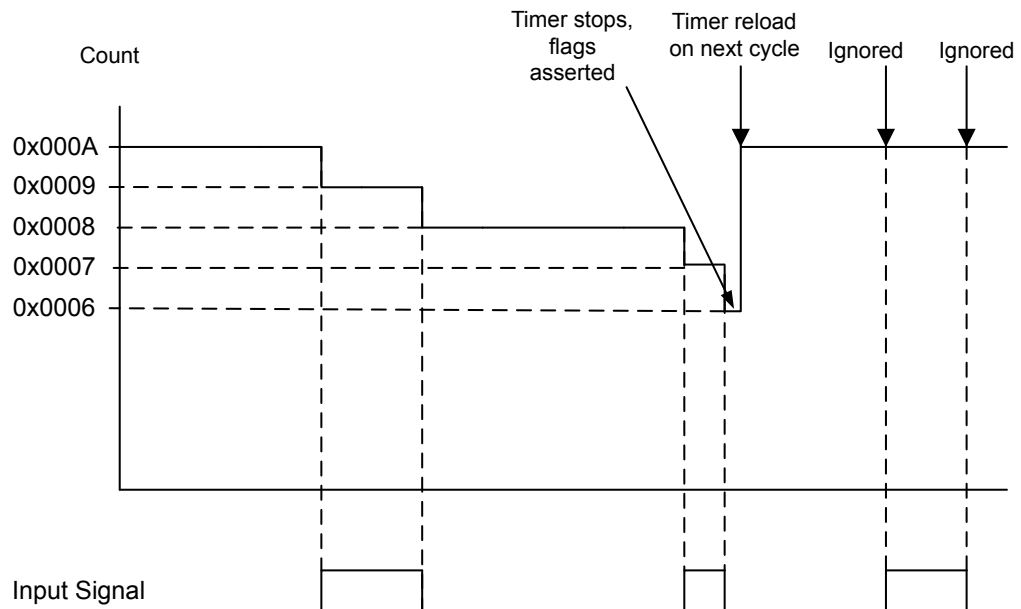 Count
Timer stops,
flags
asserted
Timer reload
on next cycle
Ignored
Ignored
0x000A
0x0009
0x0008
0x0007
0x0006
Input Signal